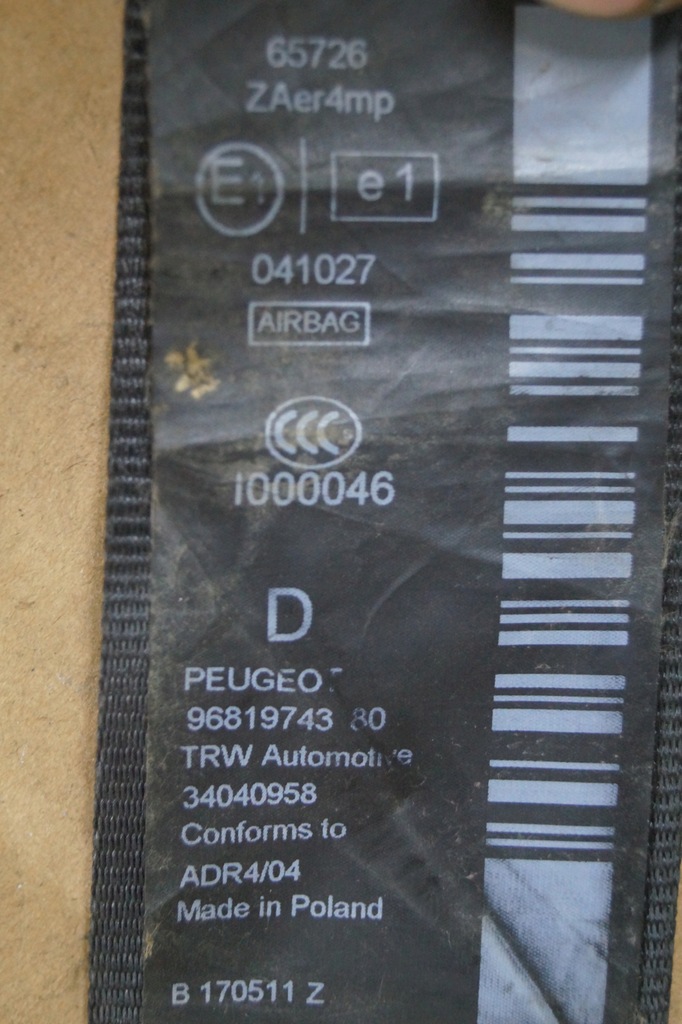 65726
ZAer4mp
E1 e1
041027
AIRBAG
CCC
I000046
D
PEUGEOT
96819743 80
TRW Automotive
34040958
Conforms to
ADR4/04
Made in Poland
B 170511 Z